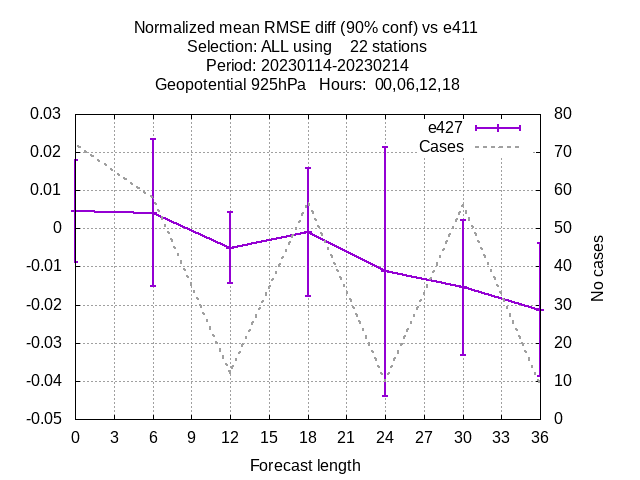 Normalized mean RMSE diff (90% conf) vs e411
Selection: ALL using    22 stations
Period: 20230114-20230214
Geopotential 925hPa   Hours:  00,06,12,18
0.03
0.02
0.01
0
-0.01
-0.02
-0.03
-0.04
-0.05
e427
Cases
80
70
60
50
40
30
20
10
0
No cases
0 3 6 9 12 15 18 21 24 27 30 33 36
Forecast length